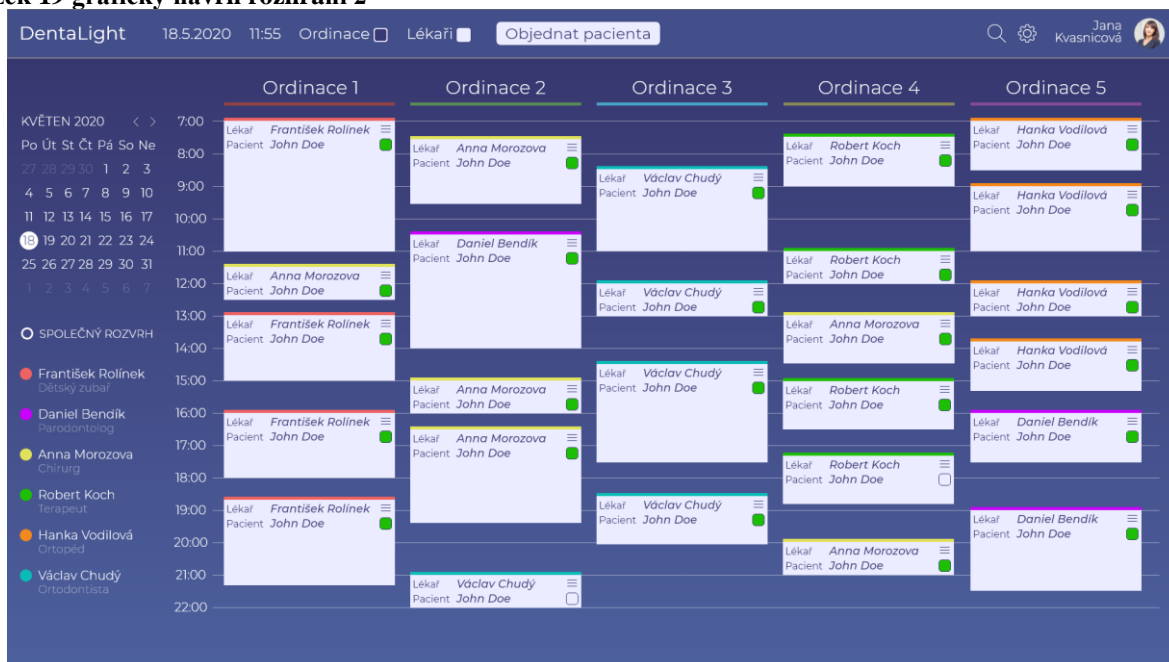 ek 19 grafický návrh rozhraní 2
DentaLight 18.5.2020 11:55 Ordinace Lékaři Objednat pacienta Jana Kvasnicová
Ordinace 1 Ordinace 2 Ordinace 3 Ordinace 4 Ordinace 5
KVĚTEN 2020 < >
Po Út St Čt Pá So Ne
27 28 29 30 1 2 3
4 5 6 7 8 9 10
11 12 13 14 15 16 17
18 19 20 21 22 23 24
25 26 27 28 29 30 31
1 2 3 4 5 6 7
SPOLEČNÝ ROZVRH
František Rolínek
Dětský zubař
Daniel Bendík
Parodontolog
Anna Morozova
Chirurg
Robert Koch
Terapeut
Hanka Vodilová
Ortopéd
Václav Chudý
Ortodontista
7:00
8:00
9:00
10:00
11:00
12:00
13:00
14:00
15:00
16:00
17:00
18:00
19:00
20:00
21:00
22:00
Lékař František Rolínek
Pacient John Doe
Lékař Anna Morozova
Pacient John Doe
Lékař František Rolínek
Pacient John Doe
Lékař František Rolínek
Pacient John Doe
Lékař František Rolínek
Pacient John Doe
Lékař Anna Morozova
Pacient John Doe
Lékař Daniel Bendík
Pacient John Doe
Lékař Anna Morozova
Pacient John Doe
Lékař Anna Morozova
Pacient John Doe
Lékař Václav Chudý
Pacient John Doe
Lékař Václav Chudý
Pacient John Doe
Lékař Václav Chudý
Pacient John Doe
Lékař Václav Chudý
Pacient John Doe
Lékař Václav Chudý
Pacient John Doe
Lékař Robert Koch
Pacient John Doe
Lékař Robert Koch
Pacient John Doe
Lékař Anna Morozova
Pacient John Doe
Lékař Robert Koch
Pacient John Doe
Lékař Robert Koch
Pacient John Doe
Lékař Anna Morozova
Pacient John Doe
Lékař Hanka Vodilová
Pacient John Doe
Lékař Hanka Vodilová
Pacient John Doe
Lékař Hanka Vodilová
Pacient John Doe
Lékař Hanka Vodilová
Pacient John Doe
Lékař Daniel Bendík
Pacient John Doe
Lékař Daniel Bendík
Pacient John Doe